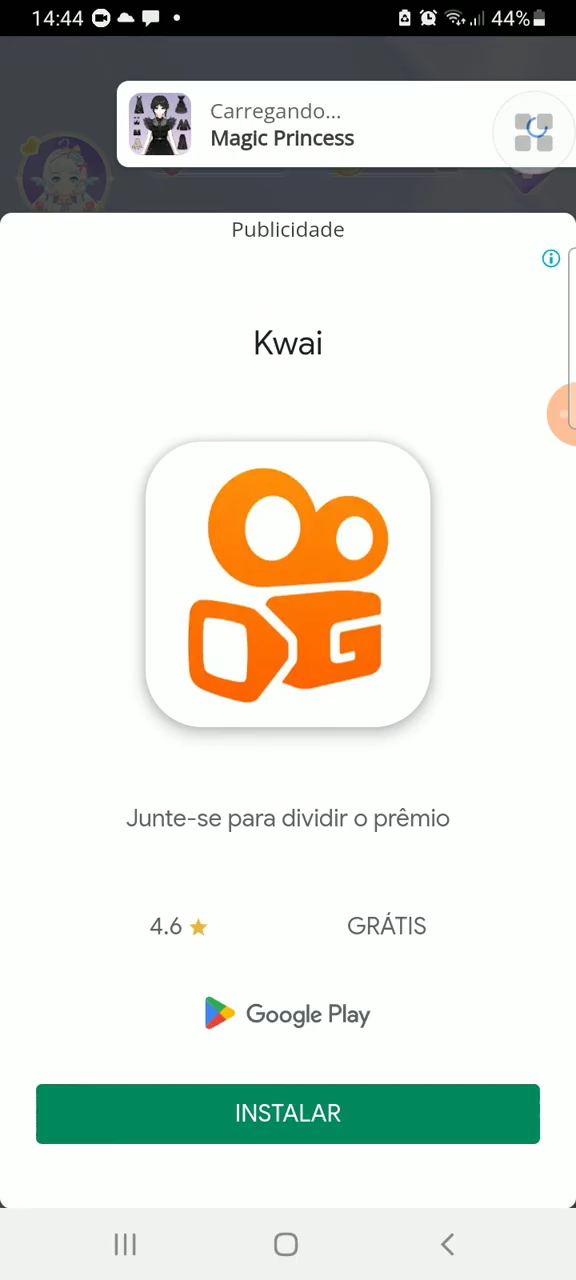 14:44
44%
Carregando...
Magic Princess
Publicidade
Kwai
Junte-se para dividir o prêmio
4.6 ★ GRÁTIS
Google Play
INSTALAR